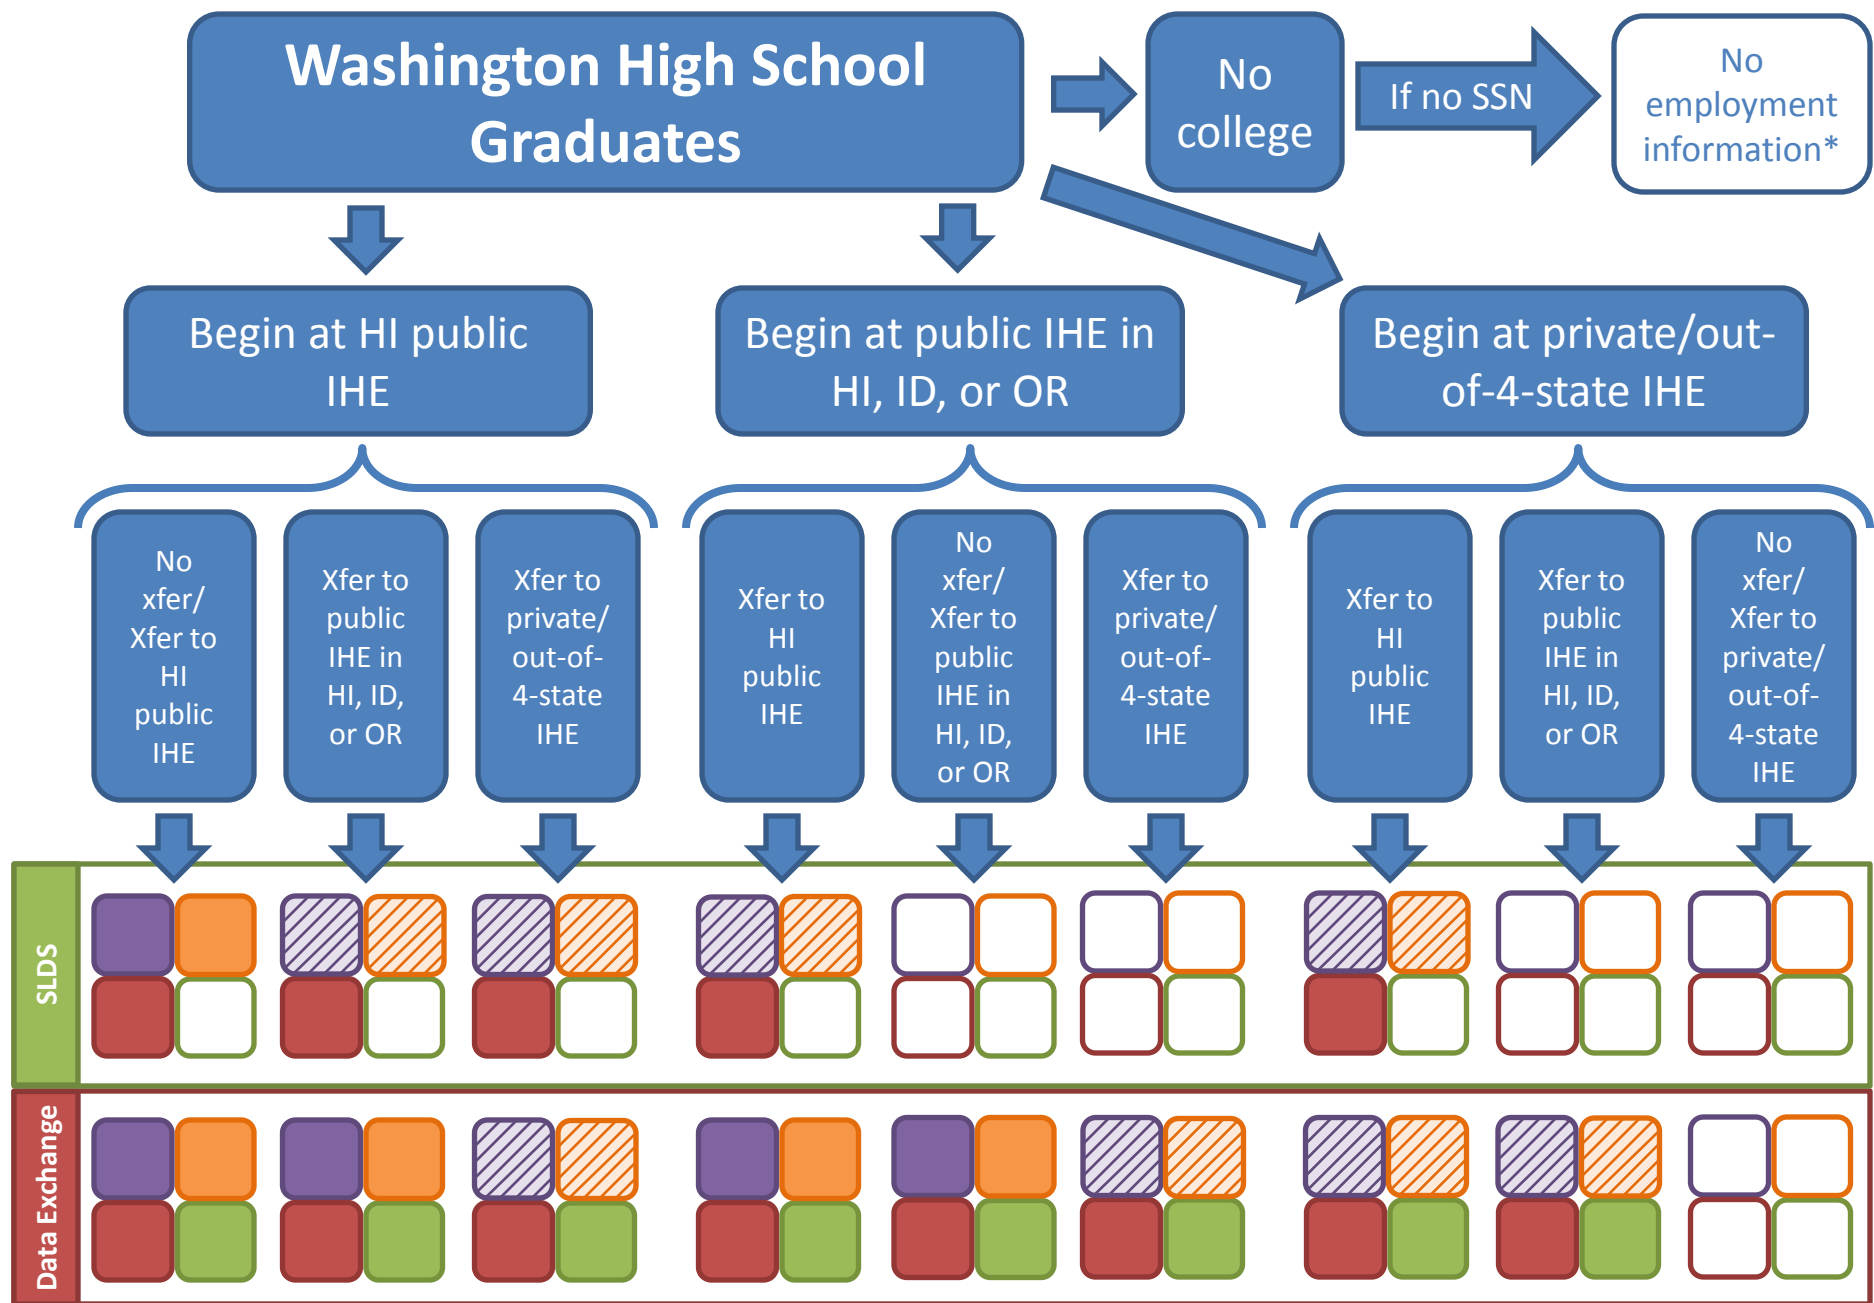 Washington High School
Graduates
No
college
If no SSN
No
employment
information*
Begin at HI public
IHE
Begin at public IHE in
HI, ID, or OR
Begin at private/out-
of-4-state IHE
No
xfer/
Xfer to
HI
public
IHE
Xfer to
public
IHE in
HI, ID,
or OR
Xfer to
private/
out-of-
4-state
IHE
Xfer to
HI
public
IHE
No
xfer/
Xfer to
public
IHE in
HI, ID,
or OR
Xfer to
private/
out-of-
4-state
IHE
Xfer to
HI
public
IHE
Xfer to
public
IHE in
HI, ID,
or OR
No
xfer/
Xfer to
private/
out-of-
4-state
IHE
SLDS
Data Exchange